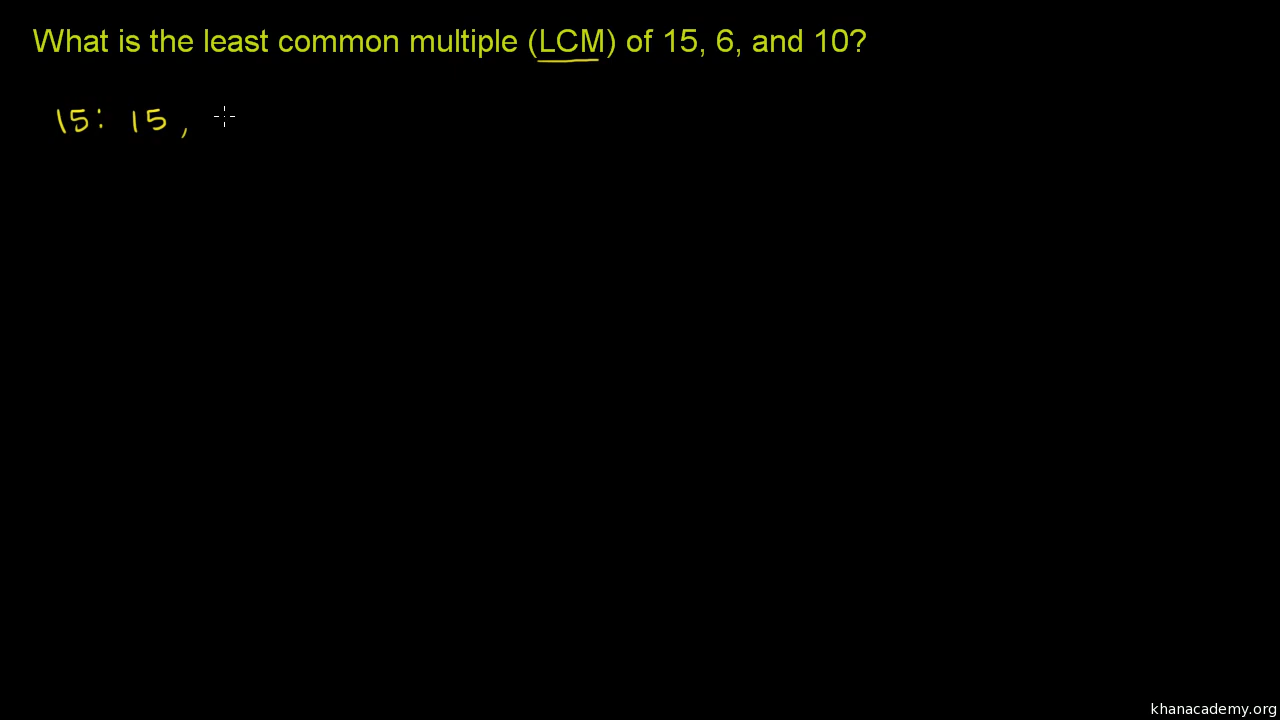 What is the least common multiple (LCM) of 15, 6, and 10?
15: 15,
khanacademy.org